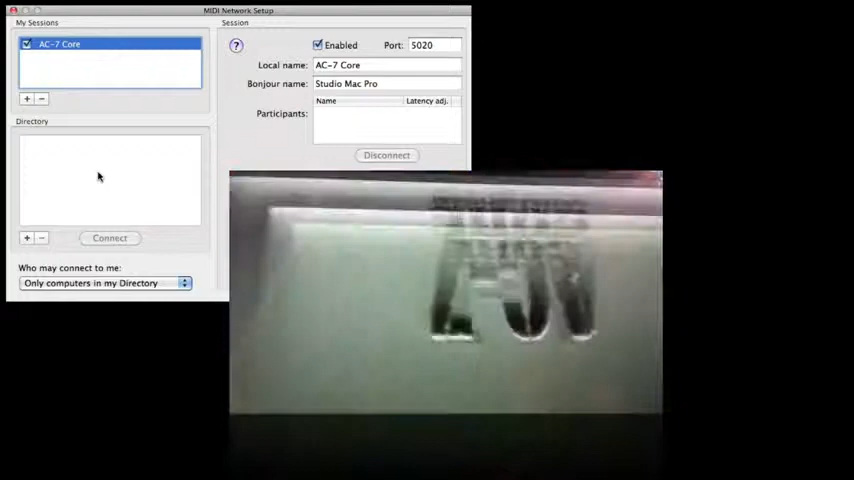 MIDI Network Setup
My Sessions
AC-7 Core
Directory
Connect
Who may connect to me:
Only computers in my Directory
Session
?
Enabled
Port: 5020
Local name: AC-7 Core
Bonjour name: Studio Mac Pro
Participants:
Name Latency adj.
Disconnect